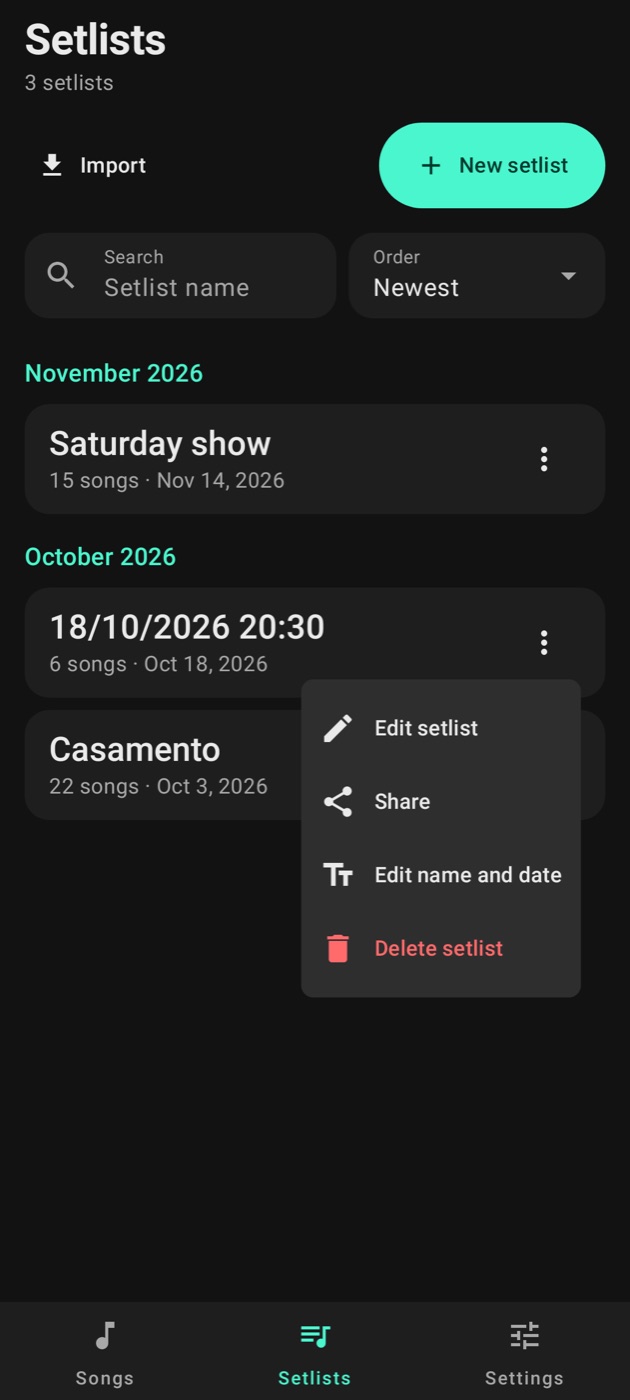 Setlists
3 setlists
Import
New setlist
Search
Setlist name
Order
Newest
November 2026
Saturday show
15 songs · Nov 14, 2026
October 2026
18/10/2026 20:30
6 songs · Oct 18, 2026
Casamento
22 songs · Oct 3, 2026
Edit setlist
Share
Edit name and date
Delete setlist
Songs
Setlists
Settings